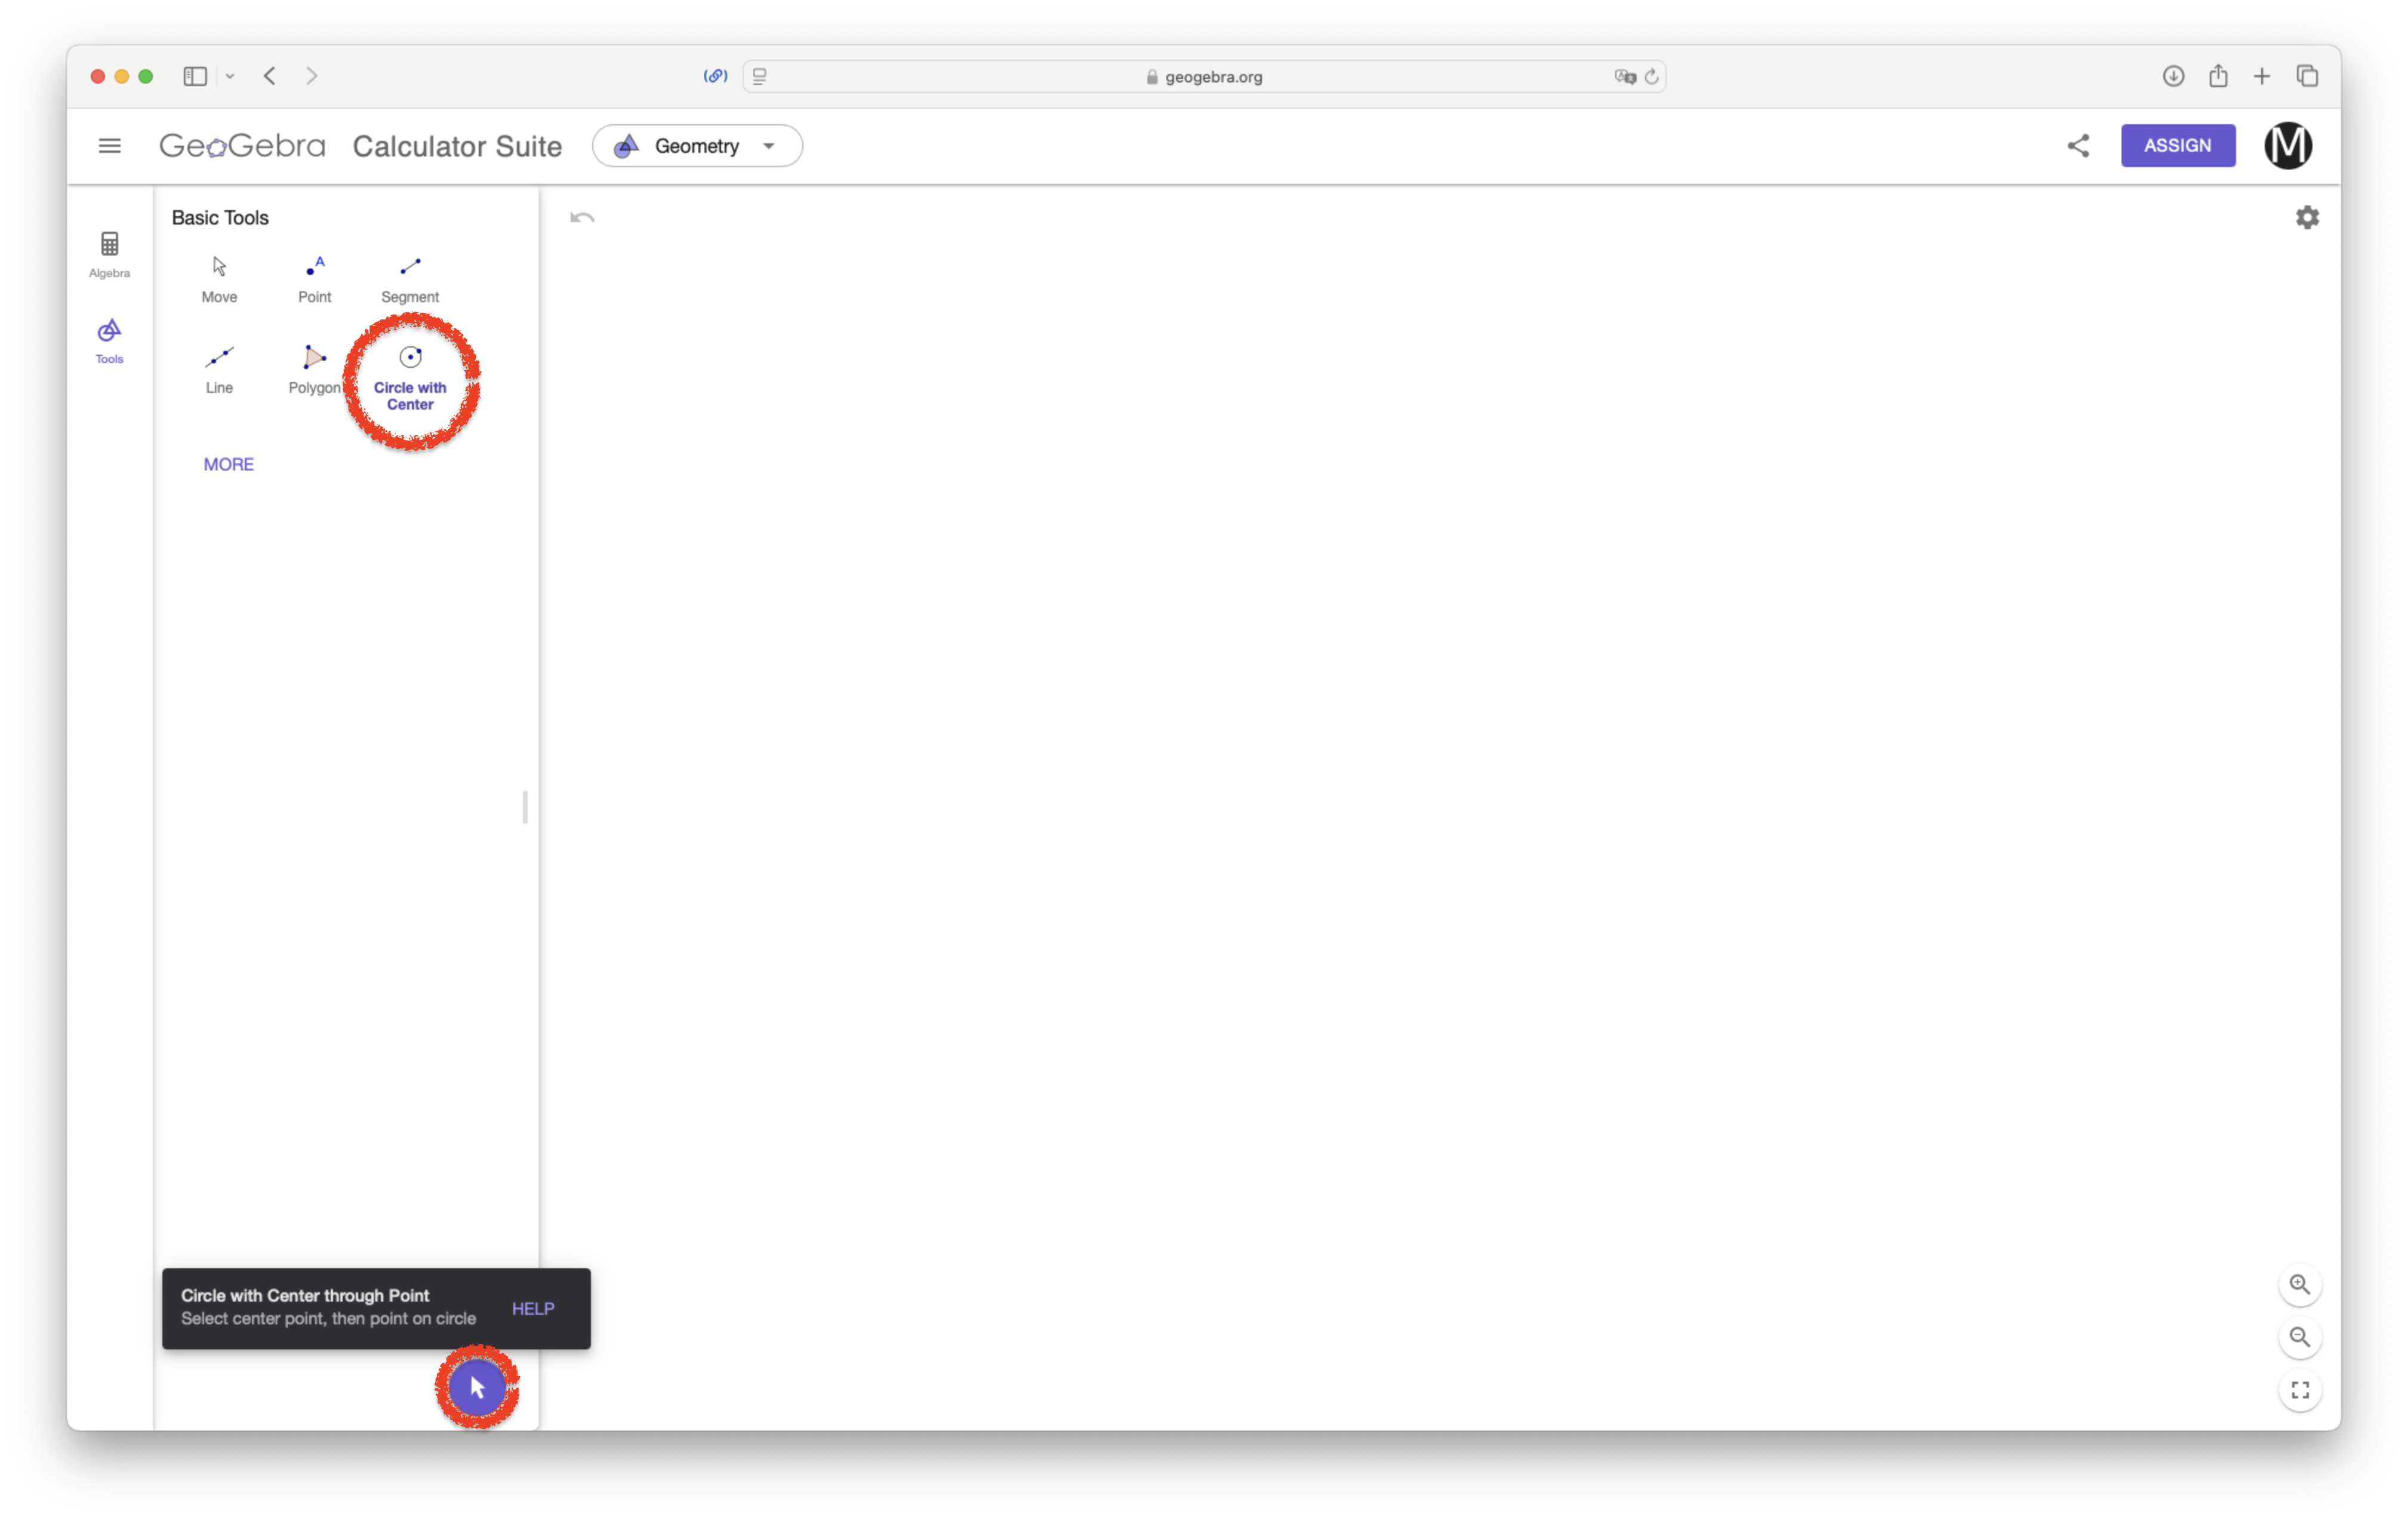 geogebra.org
GeoGebra Calculator Suite Geometry ASSIGN M
Basic Tools
Algebra
Tools
A
Move Point Segment
Line Polygon Circle with
Center
MORE
Circle with Center through Point
Select center point, then point on circle
HELP